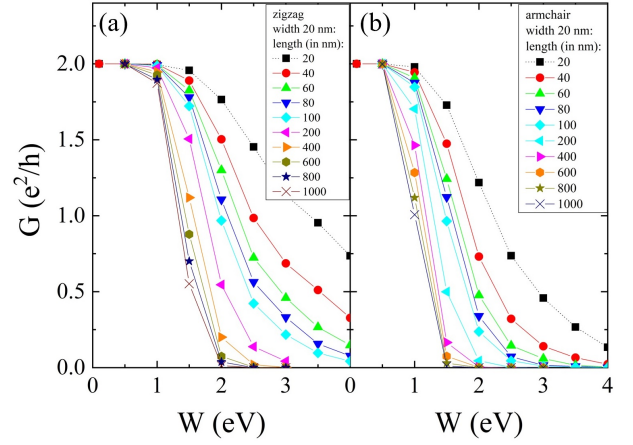 (a)
zigzag
width 20 nm:
length (in nm):
20
40
60
80
100
200
400
600
800
1000
(b)
armchair
width 20 nm:
length (in nm):
20
40
60
80
100
200
400
600
800
1000
2.0
1.5
1.0
0.5
0.0
G (e²/h)
0 1 2 3 0 1 2 3 4
W (eV) W (eV)